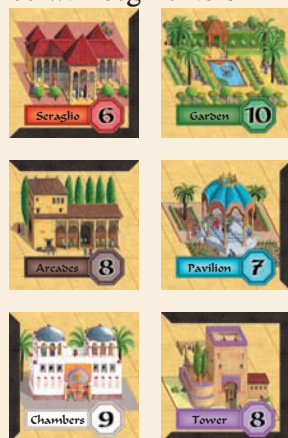 Seraglio 6
Garden 10
Arcades 8
Pavilion 7
Chambers 9
Tower 8